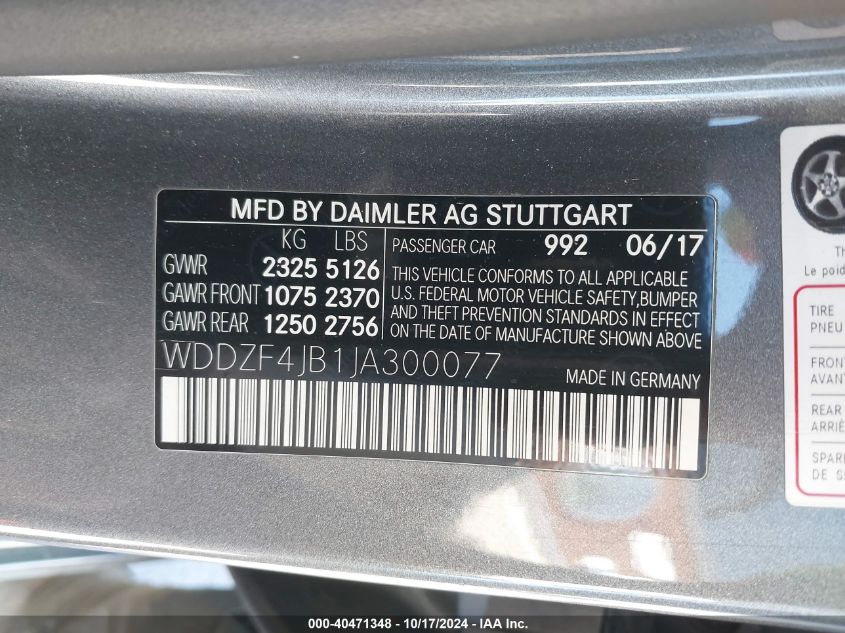 MFD BY DAIMLER AG STUTTGART
KG LBS
GVWR 2325 5126
GAWR FRONT 1075 2370
GAWR REAR 1250 2756
PASSENGER CAR 992 06/17
THIS VEHICLE CONFORMS TO ALL APPLICABLE
U.S. FEDERAL MOTOR VEHICLE SAFETY,BUMPER
AND THEFT PREVENTION STANDARDS IN EFFECT
ON THE DATE OF MANUFACTURE SHOWN ABOVE
WDDZF4JB1JA300077
MADE IN GERMANY
Le poid
TIRE
PNEU
FRONT
AVANT
REAR
ARRIÈ
SPAR
DE S
000-40471348 - 10/17/2024 - IAA Inc.